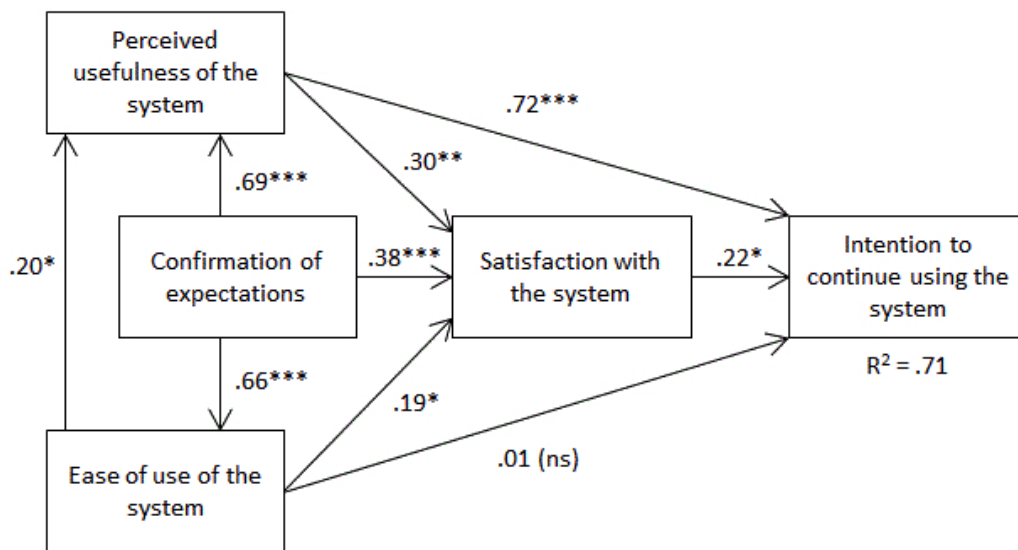 Perceived
usefulness of the
system
.72***
.30**
.69***
.20*
Confirmation of
expectations
.38***
Satisfaction with
the system
.22*
Intention to
continue using the
system
R² = .71
.66***
.19*
.01 (ns)
Ease of use of the
system